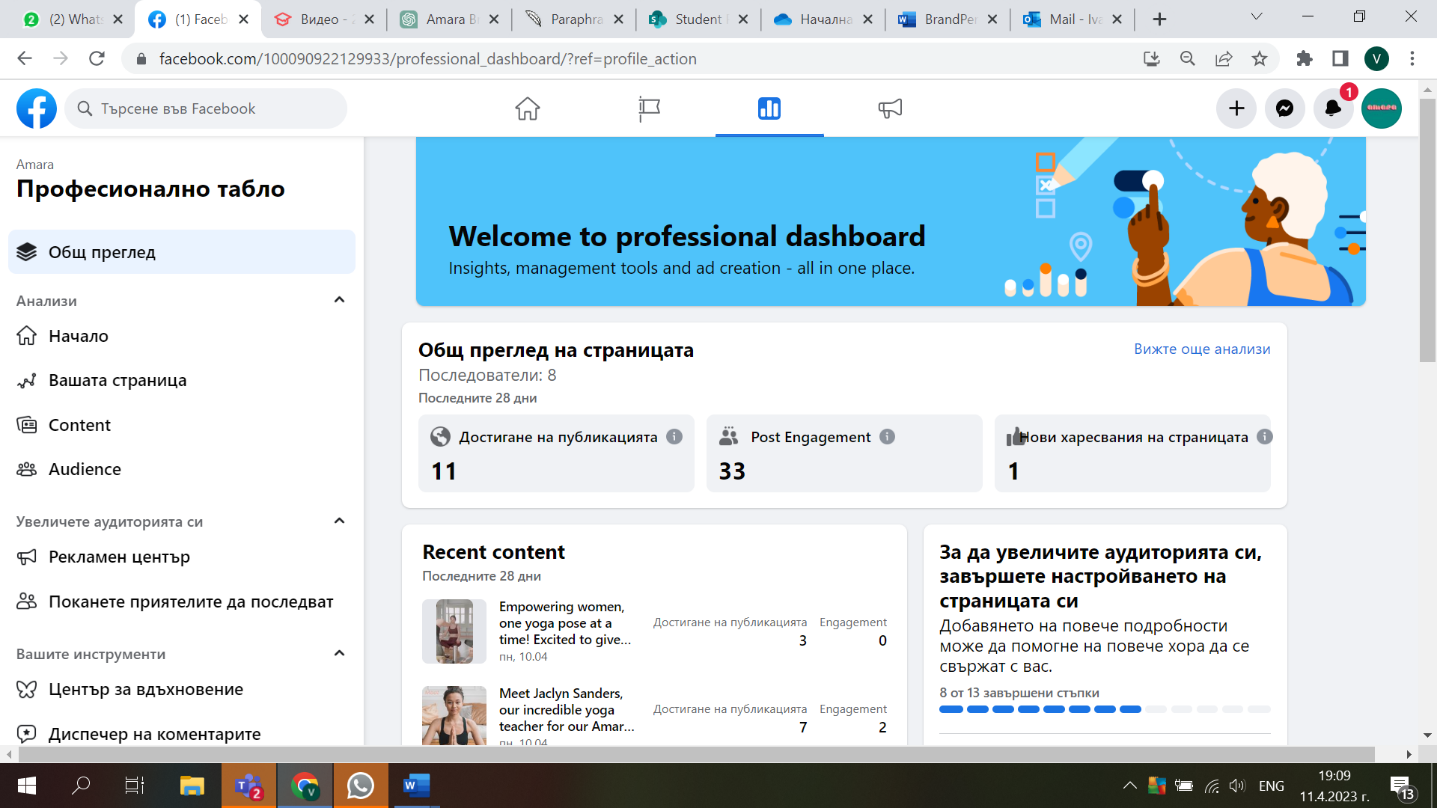 (2) Whats
(1) Faceb
Видео - 2
Amara B
Paraphra
Student
Начална
BrandPer
Mail - Iva
facebook.com/100090922129933/professional_dashboard/?ref=profile_action
V
Търсене във Facebook
1
amara
Amara
Професионално табло
Общ преглед
Анализи
Начало
Вашата страница
Content
Audience
Увеличете аудиторията си
Рекламен център
Поканете приятелите да последват
Вашите инструменти
Център за вдъхновение
Диспечер на коментарите
Welcome to professional dashboard
Insights, management tools and ad creation - all in one place.
Общ преглед на страницата
Вижте още анализи
Последователи: 8
Последните 28 дни
Достигане на публикацията
11
Post Engagement
33
Нови харесвания на страницата
1
Recent content
Последните 28 дни
Empowering women,
one yoga pose at a
time! Excited to give...
пн, 10.04
Достигане на публикацията
3
Engagement
0
Meet Jaclyn Sanders,
our incredible yoga
teacher for our Amar...
пн, 10.04
Достигане на публикацията
7
Engagement
2
За да увеличите аудиторията си,
завършете настройването на
страницата си
Добавянето на повече подробности
може да помогне на повече хора да се
свържат с вас.
8 от 13 завършени стъпки
2
V
ENG
19:09
11.4.2023 г.
13